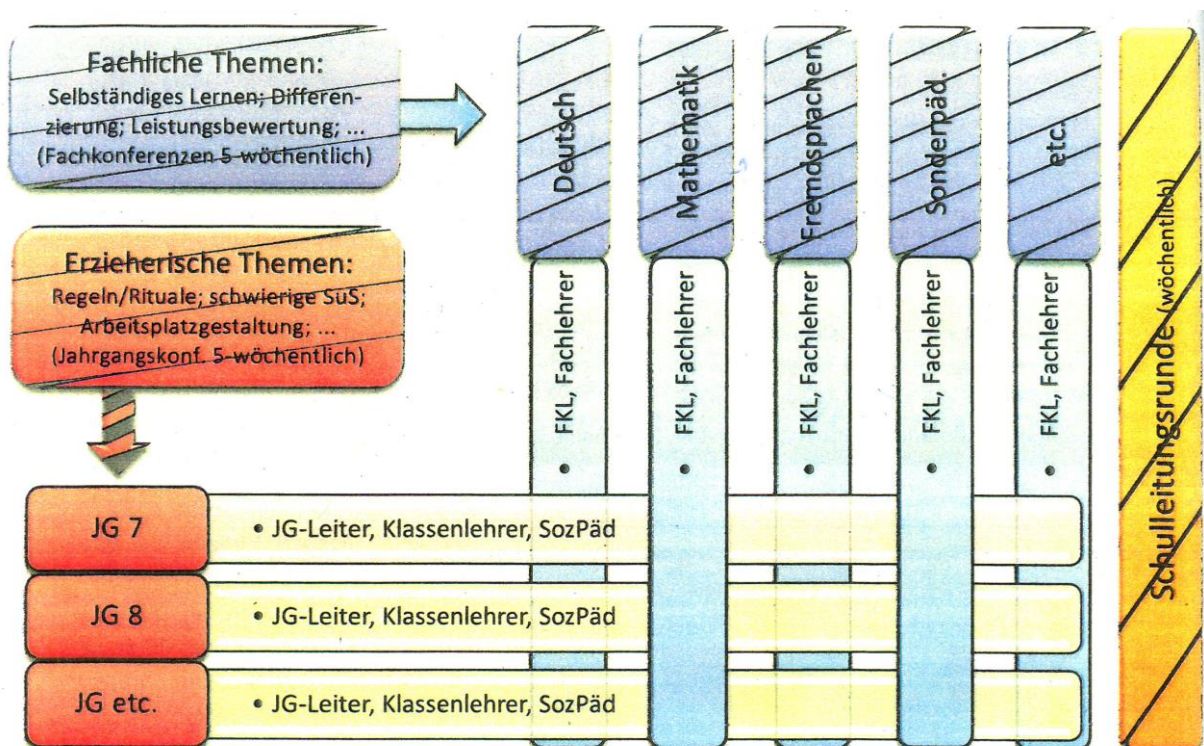 Fachliche Themen:
Selbständiges Lernen; Differen-
zierung; Leistungsbewertung; ...
(Fachkonferenzen 5-wöchentlich)
Erzieherische Themen:
Regeln/Rituale; schwierige SuS;
Arbeitsplatzgestaltung; ...
(Jahrgangskonf. 5-wöchentlich)
Deutsch
Mathematik
Fremdsprachen
Sonderpäd.
etc.
• FKL, Fachlehrer
• FKL, Fachlehrer
• FKL, Fachlehrer
• FKL, Fachlehrer
• FKL, Fachlehrer
Schulleitungsrunde (wöchentlich)
JG 7
• JG-Leiter, Klassenlehrer, SozPäd
JG 8
• JG-Leiter, Klassenlehrer, SozPäd
JG etc.
• JG-Leiter, Klassenlehrer, SozPäd